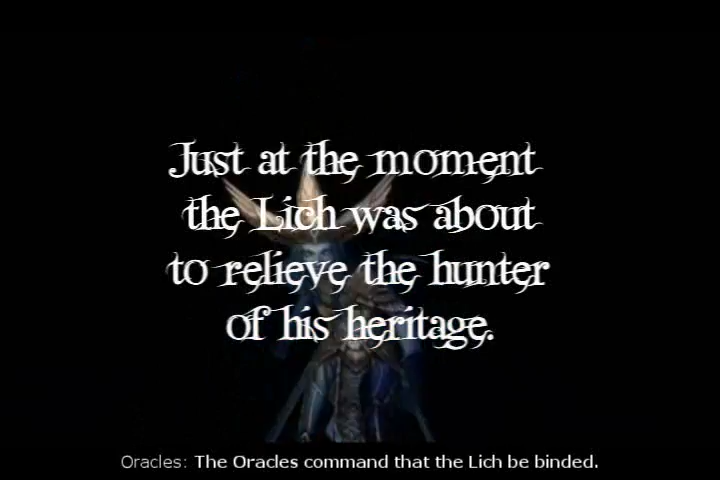 Just at the moment
the Lich was about
to relieve the hunter
of his heritage.
Oracles: The Oracles command that the Lich be binded.